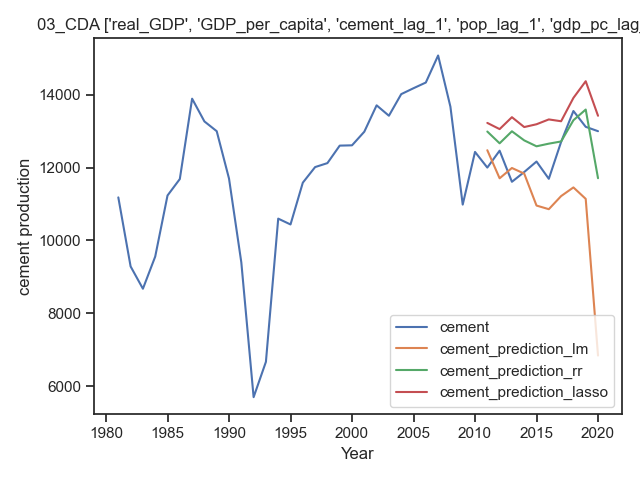 03_CDA ['real_GDP', 'GDP_per_capita', 'cement_lag_1', 'pop_lag_1', 'gdp_pc_lag_
14000
12000
10000
8000
6000
cement production
cement
cement_prediction_lm
cement_prediction_rr
cement_prediction_lasso
1980 1985 1990 1995 2000 2005 2010 2015 2020
Year